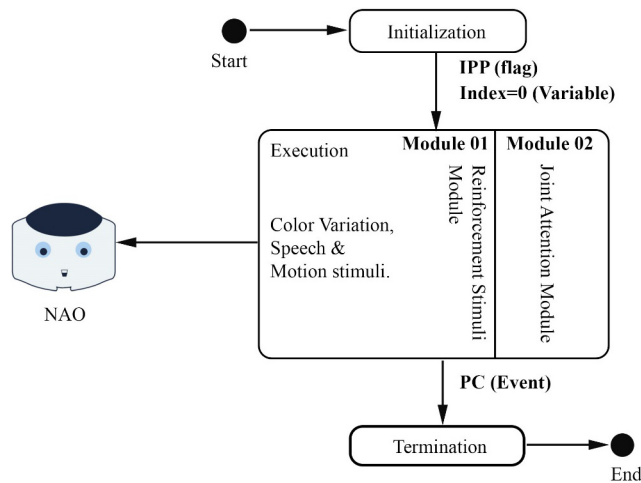 Initialization
Start
IPP (flag)
Index=0 (Variable)
Execution
Module 01
Module 02
Reinforcement Stimuli
Module
Joint Attention Module
Color Variation,
Speech &
Motion stimuli.
NAO
PC (Event)
Termination
End